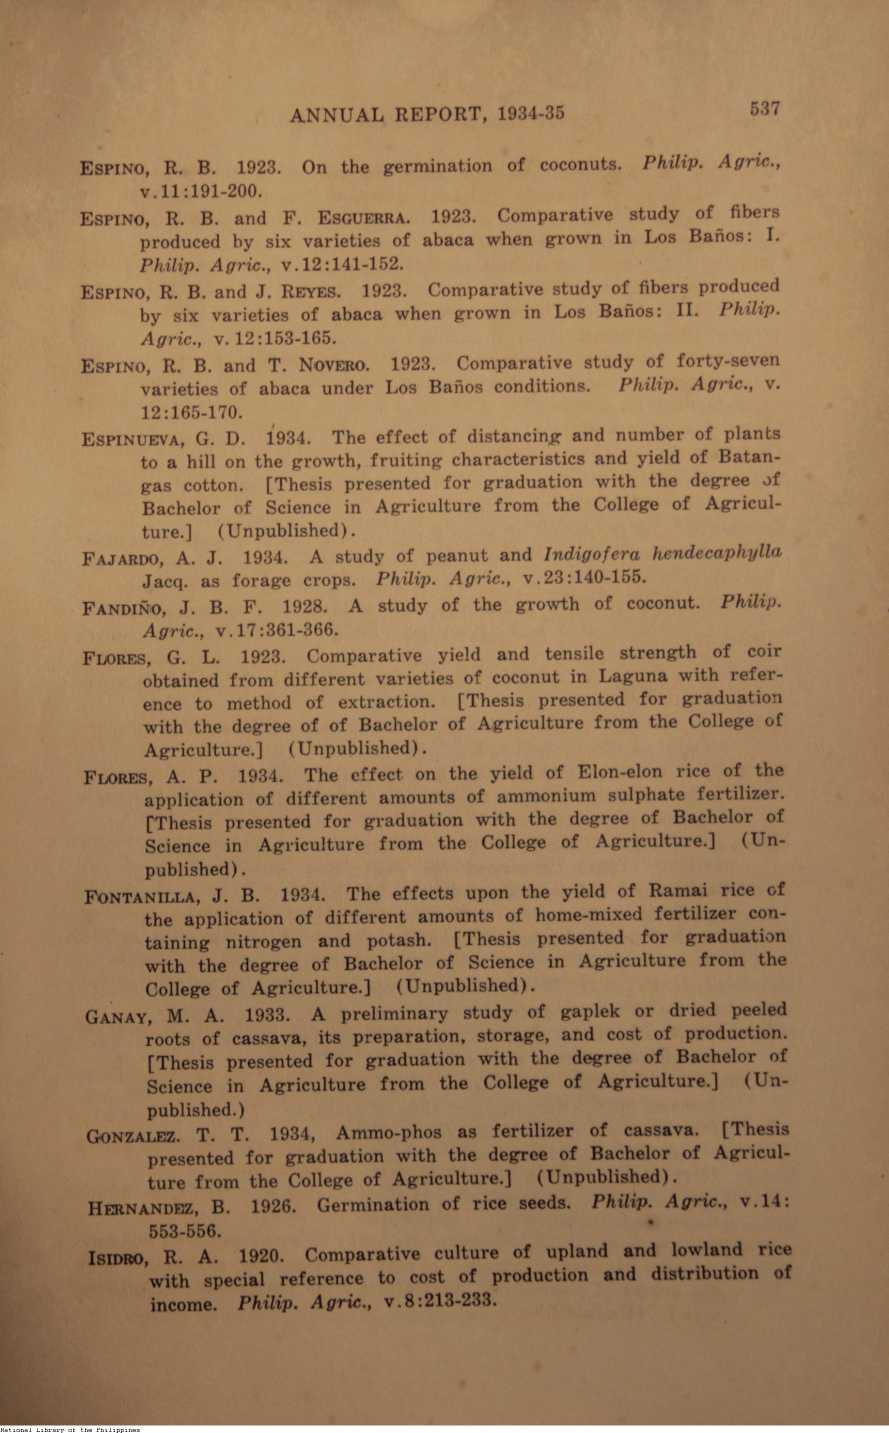 ANNUAL REPORT, 1934-35 537
ESPINO, R. B. 1923. On the germination of coconuts. Philip. Agric.,
v.11:191-200.
ESPINO, R. B. and F. ESGUERRA. 1923. Comparative study of fibers
produced by six varieties of abaca when grown in Los Baños: I.
Philip. Agric., v.12:141-152.
ESPINO, R. B. and J. REYES. 1923. Comparative study of fibers produced
by six varieties of abaca when grown in Los Baños: II. Philip.
Agric., v. 12:153-165.
ESPINO, R. B. and T. NOVERO. 1923. Comparative study of forty-seven
varieties of abaca under Los Baños conditions. Philip. Agric., v.
12:165-170.
ESPINUEVA, G. D. 1934. The effect of distancing and number of plants
to a hill on the growth, fruiting characteristics and yield of Batan-
gas cotton. [Thesis presented for graduation with the degree of
Bachelor of Science in Agriculture from the College of Agricul-
ture.] (Unpublished).
FAJARDO, A. J. 1934. A study of peanut and Indigofera hendecaphylla
Jacq. as forage crops. Philip. Agric., v.23:140-155.
FANDIÑO, J. B. F. 1928. A study of the growth of coconut. Philip.
Agric., v.17:361-366.
FLORES, G. L. 1923. Comparative yield and tensile strength of coir
obtained from different varieties of coconut in Laguna with refer-
ence to method of extraction. [Thesis presented for graduation
with the degree of of Bachelor of Agriculture from the College of
Agriculture.] (Unpublished).
FLORES, A. P. 1934. The effect on the yield of Elon-elon rice of the
application of different amounts of ammonium sulphate fertilizer.
[Thesis presented for graduation with the degree of Bachelor of
Science in Agriculture from the College of Agriculture.] (Un-
published).
FONTANILLA, J. B. 1934. The effects upon the yield of Ramai rice of
the application of different amounts of home-mixed fertilizer con-
taining nitrogen and potash. [Thesis presented for graduation
with the degree of Bachelor of Science in Agriculture from the
College of Agriculture.] (Unpublished).
GANAY, M. A. 1933. A preliminary study of gaplek or dried peeled
roots of cassava, its preparation, storage, and cost of production.
[Thesis presented for graduation with the degree of Bachelor of
Science in Agriculture from the College of Agriculture.] (Un-
published.)
GONZALEZ. T. T. 1934, Ammo-phos as fertilizer of cassava. [Thesis
presented for graduation with the degree of Bachelor of Agricul-
ture from the College of Agriculture.] (Unpublished).
HERNANDEZ, B. 1926. Germination of rice seeds. Philip. Agric., v.14:
553-556.
ISIDRO, R. A. 1920. Comparative culture of upland and lowland rice
with special reference to cost of production and distribution of
income. Philip. Agric., v.8:213-233.
National Library of the Philippines